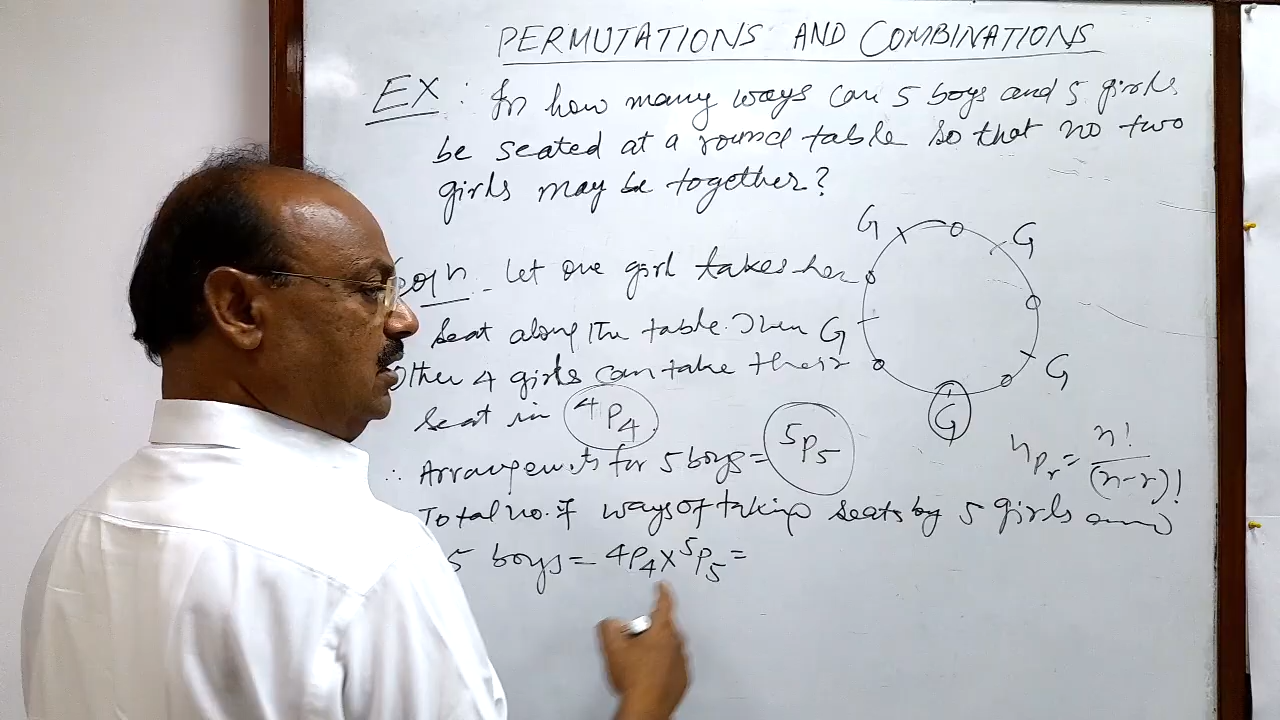 PERMUTATIONS AND COMBINATIONS
EX : In how many ways can 5 boys and 5 girls
be seated at a round table so that no two
girls may be together?
Soln_ Let one girl takes her
seat along the table. Then
Other 4 girls can take their
seat in ⁴P₄
∴ Arrangements for 5 boys = ⁵P₅
Total no. of ways of taking seats by 5 girls and
5 boys = ⁴P₄ X ⁵P₅ =
G G
G
G
G
ⁿPᵣ = n! / (n-r)!